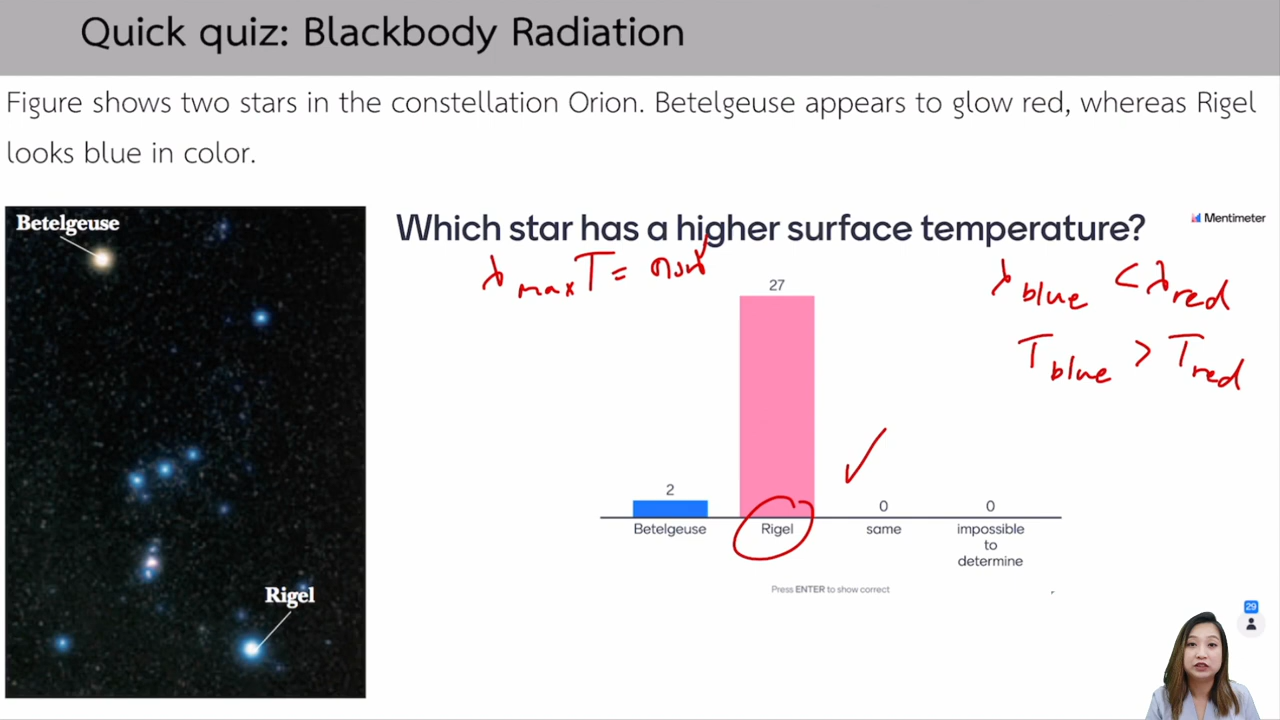 Quick quiz: Blackbody Radiation
Figure shows two stars in the constellation Orion. Betelgeuse appears to glow red, whereas Rigel
looks blue in color.
Betelgeuse
Rigel
Which star has a higher surface temperature?
Mentimeter
λmaxT =
λblue < λred
Tblue > Tred
27
2
0
0
Betelgeuse
Rigel
same
impossible
to
determine
Press ENTER to show correct
29